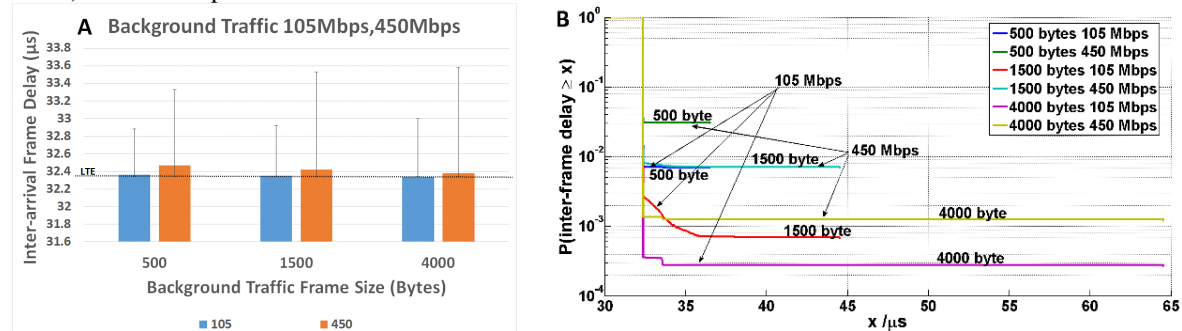 A Background Traffic 105Mbps,450Mbps
Inter-arrival Frame Delay (µs)
33.8
33.6
33.4
33.2
33
32.8
32.6
32.4
32.2
32
31.8
31.6
LTE
500 1500 4000
Background Traffic Frame Size (Bytes)
105 450
B
P(inter-frame delay ≥ x)
10^0
10^-1
10^-2
10^-3
10^-4
500 bytes 105 Mbps
500 bytes 450 Mbps
1500 bytes 105 Mbps
1500 bytes 450 Mbps
4000 bytes 105 Mbps
4000 bytes 450 Mbps
105 Mbps
500 byte
450 Mbps
1500 byte
500 byte
4000 byte
1500 byte
4000 byte
30 35 40 45 50 55 60 65
x /µs